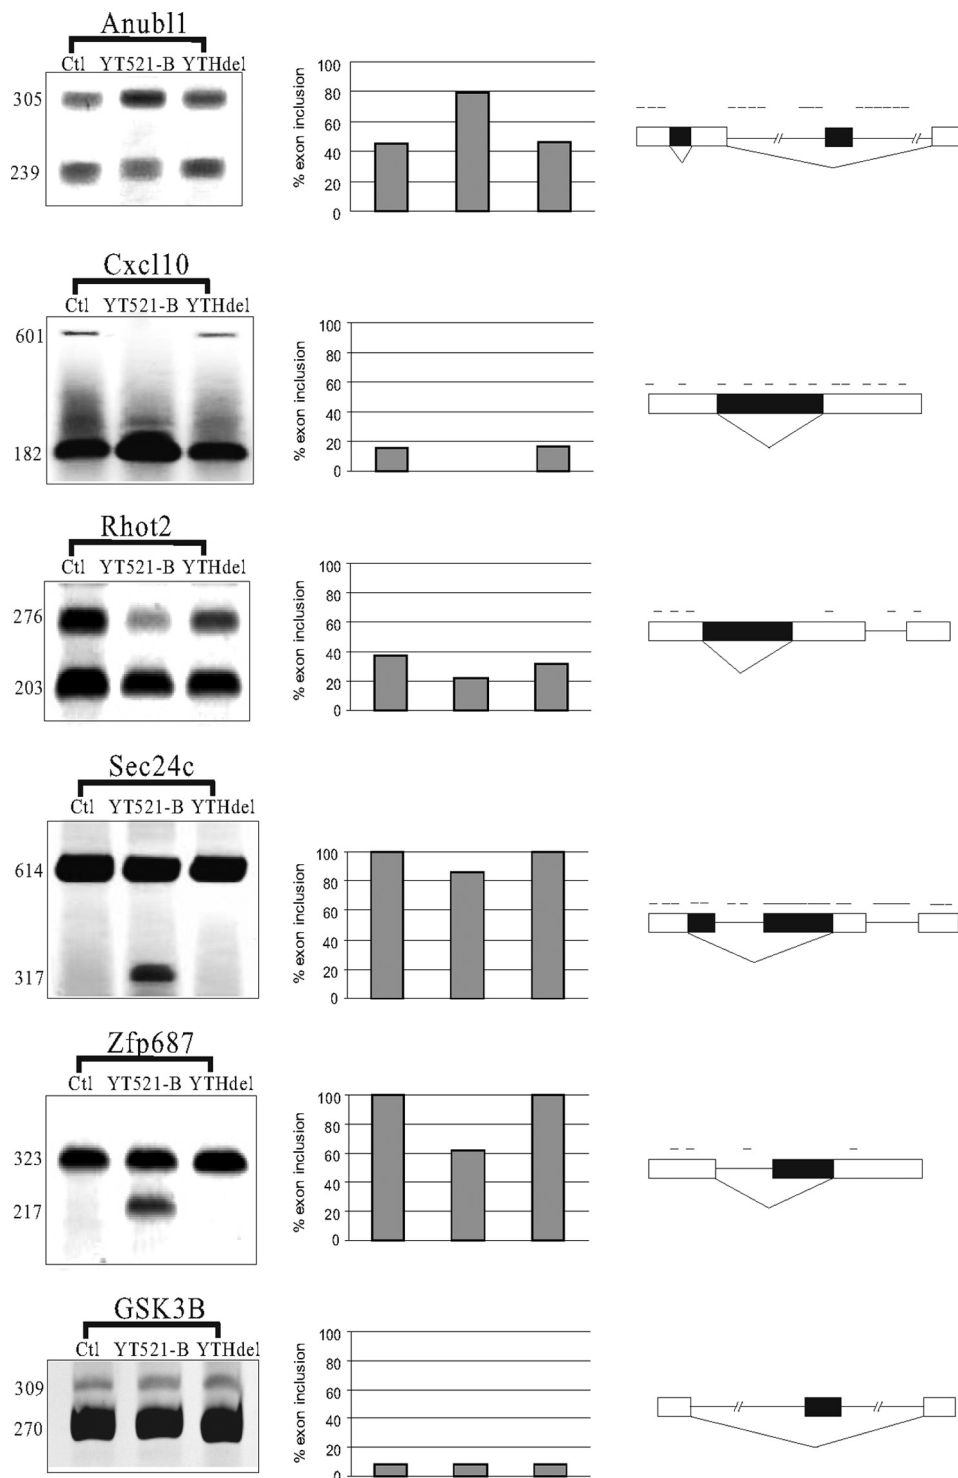 Anubl1
Ctl YT521-B YTHdel
305
239
% exon inclusion
100
80
60
40
20
0
Cxcl10
Ctl YT521-B YTHdel
601
182
% exon inclusion
100
80
60
40
20
0
Rhot2
Ctl YT521-B YTHdel
276
203
% exon inclusion
100
80
60
40
20
0
Sec24c
Ctl YT521-B YTHdel
614
317
% exon inclusion
100
80
60
40
20
0
Zfp687
Ctl YT521-B YTHdel
323
217
% exon inclusion
100
80
60
40
20
0
GSK3B
Ctl YT521-B YTHdel
309
270
% exon inclusion
100
80
60
40
20
0